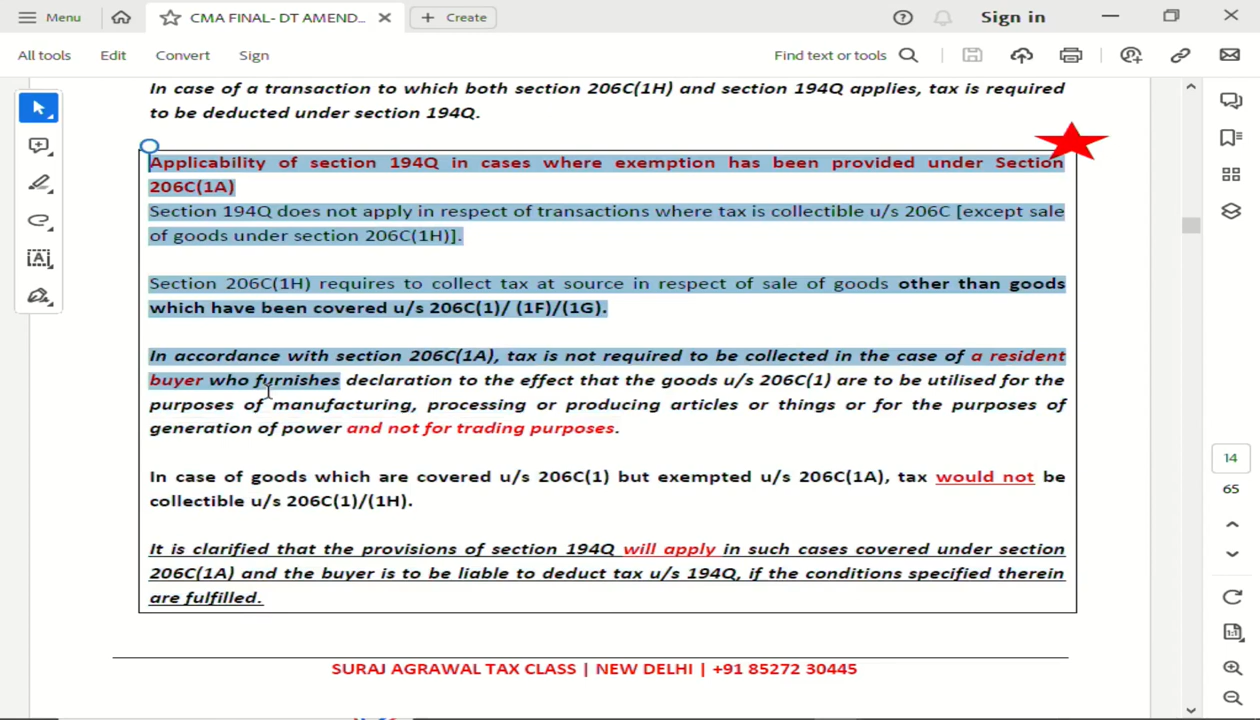 Menu
CMA FINAL- DT AMEND...
Create
Sign in
All tools
Edit
Convert
Sign
Find text or tools
In case of a transaction to which both section 206C(1H) and section 194Q applies, tax is required
to be deducted under section 194Q.
Applicability of section 194Q in cases where exemption has been provided under Section
206C(1A)
Section 194Q does not apply in respect of transactions where tax is collectible u/s 206C [except sale
of goods under section 206C(1H)].
Section 206C(1H) requires to collect tax at source in respect of sale of goods other than goods
which have been covered u/s 206C(1)/ (1F)/(1G).
In accordance with section 206C(1A), tax is not required to be collected in the case of a resident
buyer who furnishes declaration to the effect that the goods u/s 206C(1) are to be utilised for the
purposes of manufacturing, processing or producing articles or things or for the purposes of
generation of power and not for trading purposes.
In case of goods which are covered u/s 206C(1) but exempted u/s 206C(1A), tax would not be
collectible u/s 206C(1)/(1H).
It is clarified that the provisions of section 194Q will apply in such cases covered under section
206C(1A) and the buyer is to be liable to deduct tax u/s 194Q, if the conditions specified therein
are fulfilled.
14
65
SURAJ AGRAWAL TAX CLASS | NEW DELHI | +91 85272 30445